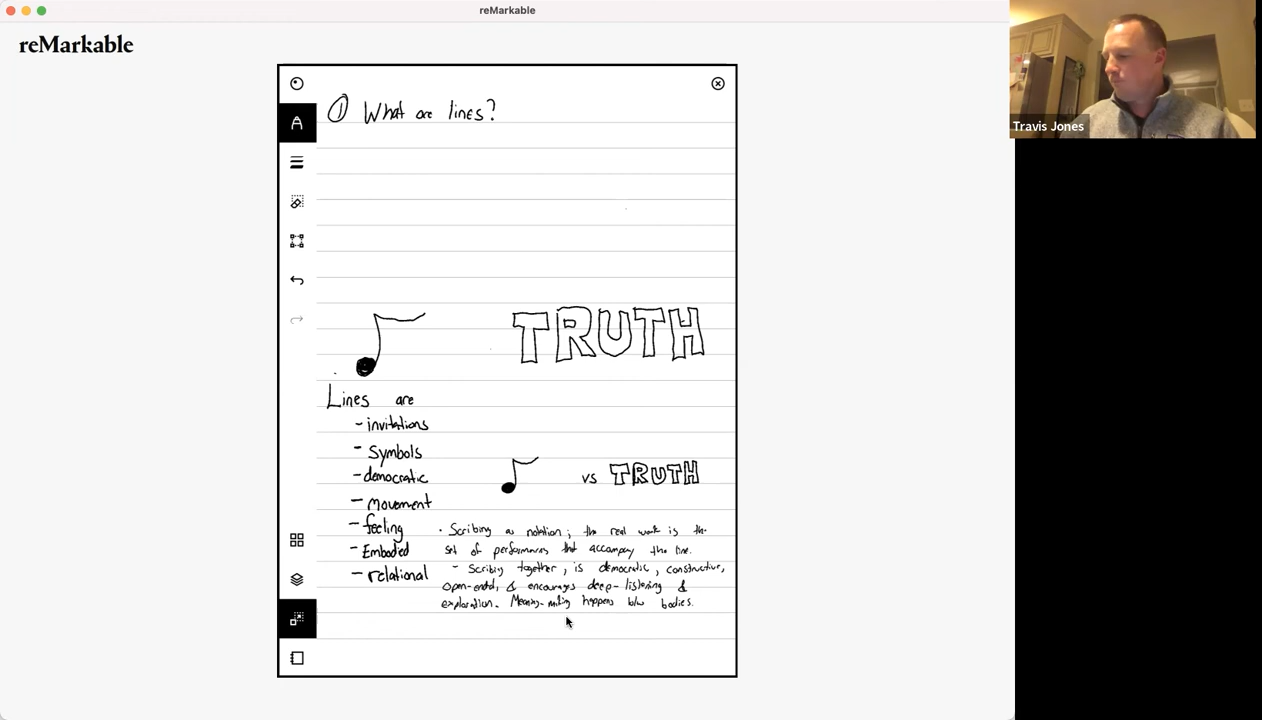 reMarkable
reMarkable
Travis Jones
① What are lines?
TRUTH
Lines are
- invitations
- Symbols
- democratic
- movement
- feeling
- Embodied
- relational
vs TRUTH
• Scribing as notation; the real work is the
set of performances that accompany the line.
- Scribing together, is democratic, constructive,
open-ended, & encourages deep-listening &
exploration. Meaning-making happens b/w bodies.